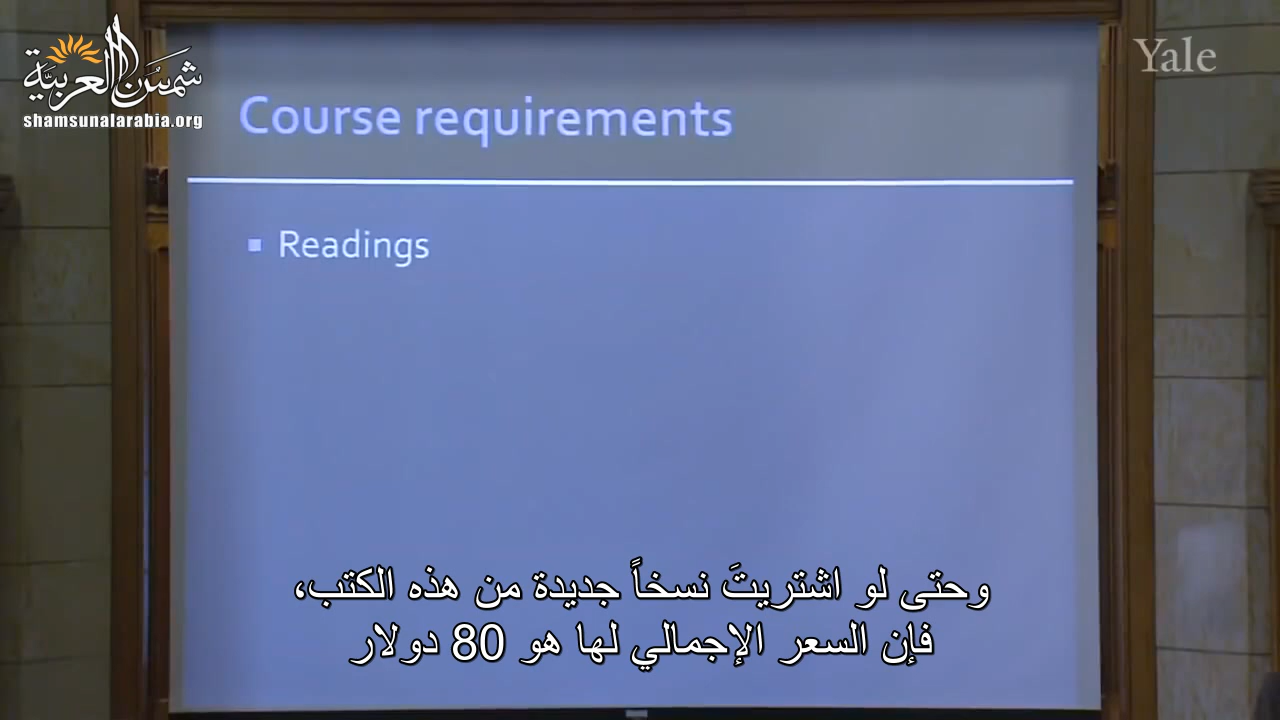 شمسُ العربيّة
shamsunalarabia.org
Yale
Course requirements
Readings
وحتى لو اشتريتَ نسخاً جديدة من هذه الكتب،
فإن السعر الإجمالي لها هو 80 دولار